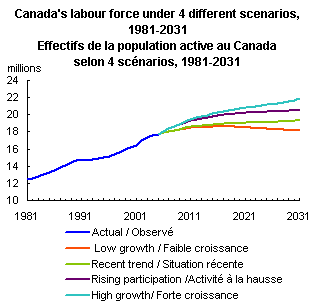 Canada's labour force under 4 different scenarios,
1981-2031
Effectifs de la population active au Canada
selon 4 scénarios, 1981-2031
millions
24
22
20
18
16
14
12
10
1981 1991 2001 2011 2021 2031
Actual / Observé
Low growth / Faible croissance
Recent trend / Situation récente
Rising participation /Activité à la hausse
High growth/ Forte croissance